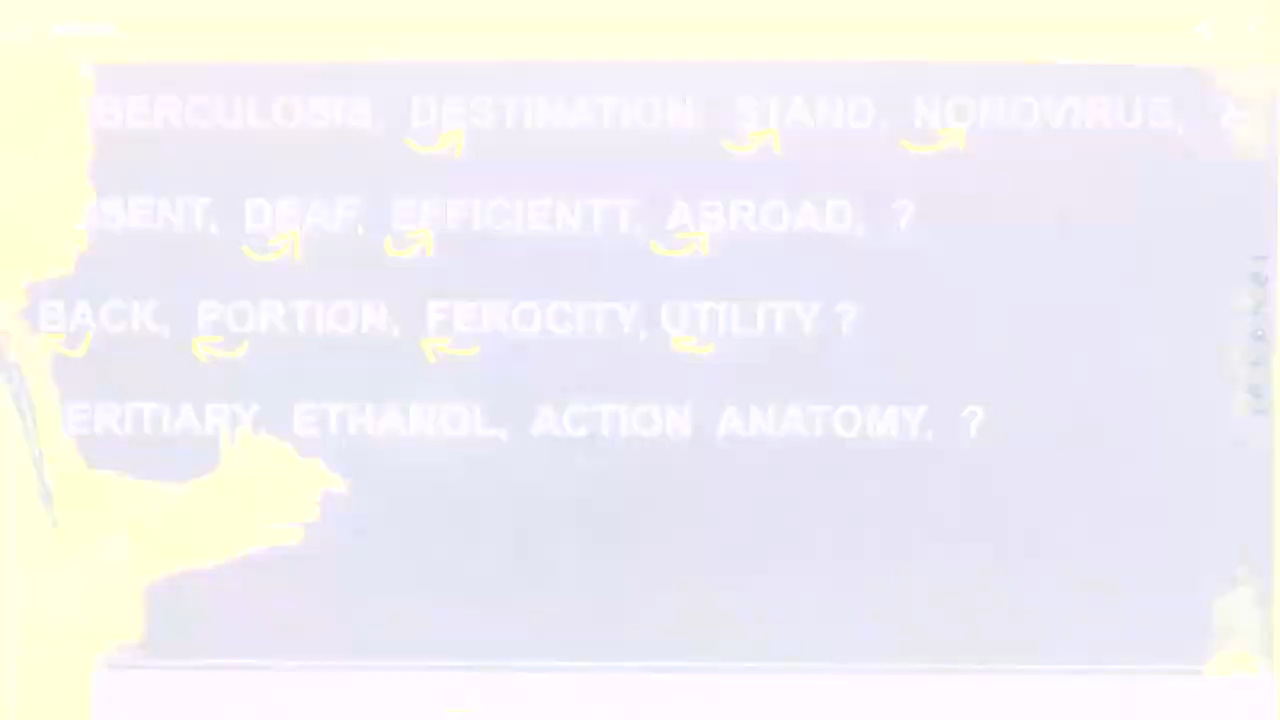 BERCULOSIS, DESTINATION STAND, NOROVIRUS, ?
SENT, DEAF, EFFICIENTT, ABROAD, ?
BACK, PORTION, FEROCITY, UTILITY ?
ERITIARY, ETHANOL, ACTION ANATOMY, ?